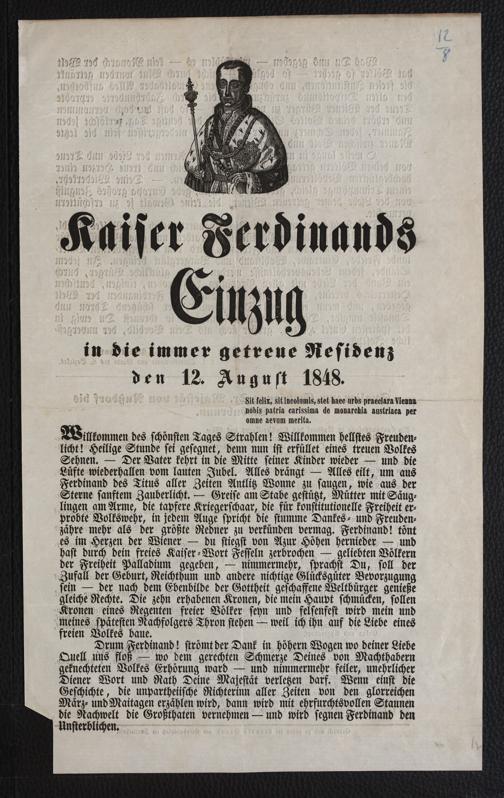 12
8
Kaiser Ferdinands
Einzug
in die immer getreue Residenz
den 12. August 1848.
Sit felix, sit incolomis, stet haec urbs praeclara Vienna
nobis patria carissima de monarchia austriaca per
omne aevum merita.
Willkommen des schönsten Tages Strahlen! Willkommen hellstes Freuden-
licht! Heilige Stunde sei gesegnet, denn nun ist erfüllet eines treuen Volkes
Sehnen. — Der Vater kehrt in die Mitte seiner Kinder wieder — und die
Lüfte wiederhallen vom lauten Jubel. Alles drängt — Alles eilt, um aus
Ferdinand des Titus aller Zeiten Antlitz Wonne zu saugen, wie aus der
Sterne sanftem Zauberlicht. — Greise am Stabe gestützt, Mütter mit Säug-
lingen am Arme, die tapfere Kriegerschaar, die für konstitutionelle Freiheit er-
probte Volkswehr, in jedem Auge spricht die stumme Dankes- und Freuden-
zähre mehr als der größte Redner zu verkünden vermag. Ferdinand! tönt
es im Herzen der Wiener — du stiegst von Azur Höhen hernieder — und
hast durch dein freies Kaiser-Wort Fesseln zerbrochen — geliebten Völkern
der Freiheit Palladium gegeben, — nimmermehr, sprachst Du, soll der
Zufall der Geburt, Reichthum und andere nichtige Glücksgüter Bevorzugung
sein — der nach dem Ebenbilde der Gottheit geschaffene Weltbürger genieße
gleiche Rechte. Die zehn erhabenen Kronen, die mein Haupt schmücken, sollen
Kronen eines Regenten freier Völker seyn und felsenfest wird mein und
meines spätesten Nachfolgers Thron stehen — weil ich ihn auf die Liebe eines
freien Volkes baue.
Drum Ferdinand! strömt der Dank in höhern Wogen wo deiner Liebe
Quell uns floß — wo dem gerechten Schmerze Deines von Machthabern
geknechteten Volkes Erhörung ward — und nimmermehr feiler, unehrlicher
Diener Wort und Rath Deine Majestät verletzen darf. Wenn einst die
Geschichte, die unpartheiische Richterinn aller Zeiten von den glorreichen
März- und Maitagen erzählen wird, dann wird mit ehrfurchtsvollen Staunen
die Nachwelt die Großthaten vernehmen — und wird segnen Ferdinand den
Unsterblichen.